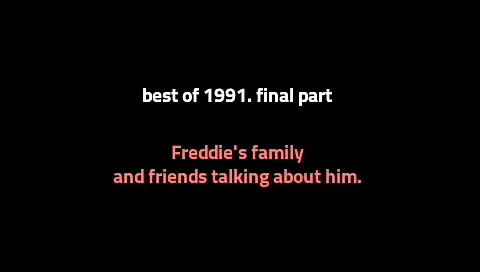 best of 1991. final part
Freddie's family
and friends talking about him.